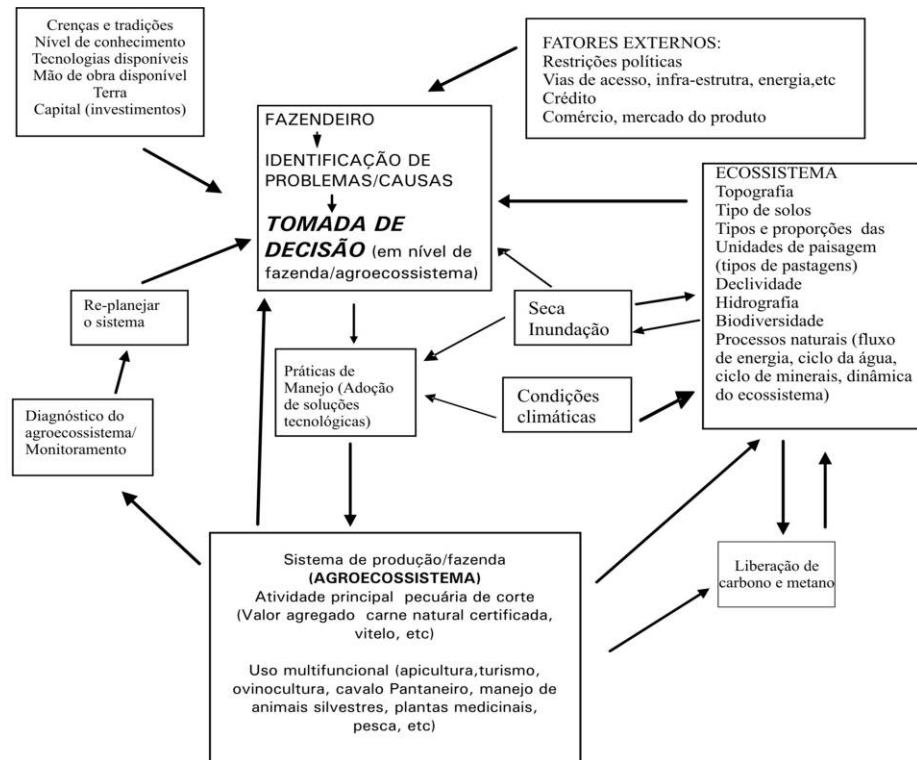 Crenças e tradições
Nível de conhecimento
Tecnologias disponíveis
Mão de obra disponível
Terra
Capital (investimentos)
FATORES EXTERNOS:
Restrições políticas
Vias de acesso, infra-estrutra, energia,etc
Crédito
Comércio, mercado do produto
FAZENDEIRO
IDENTIFICAÇÃO DE
PROBLEMAS/CAUSAS
TOMADA DE
DECISÃO (em nível de
fazenda/agroecossistema)
ECOSSISTEMA
Topografia
Tipo de solos
Tipos e proporções das
Unidades de paisagem
(tipos de pastagens)
Declividade
Hidrografia
Biodiversidade
Processos naturais (fluxo
de energia, ciclo da água,
ciclo de minerais, dinâmica
do ecossistema)
Re-planejar
o sistema
Seca
Inundação
Práticas de
Manejo (Adoção
de soluções
tecnológicas)
Condições
climáticas
Diagnóstico do
agroecossistema/
Monitoramento
Sistema de produção/fazenda
(AGROECOSSISTEMA)
Atividade principal pecuária de corte
(Valor agregado carne natural certificada,
vitelo, etc)
Uso multifuncional (apicultura,turismo,
ovinocultura, cavalo Pantaneiro, manejo de
animais silvestres, plantas medicinais,
pesca, etc)
Liberação de
carbono e metano